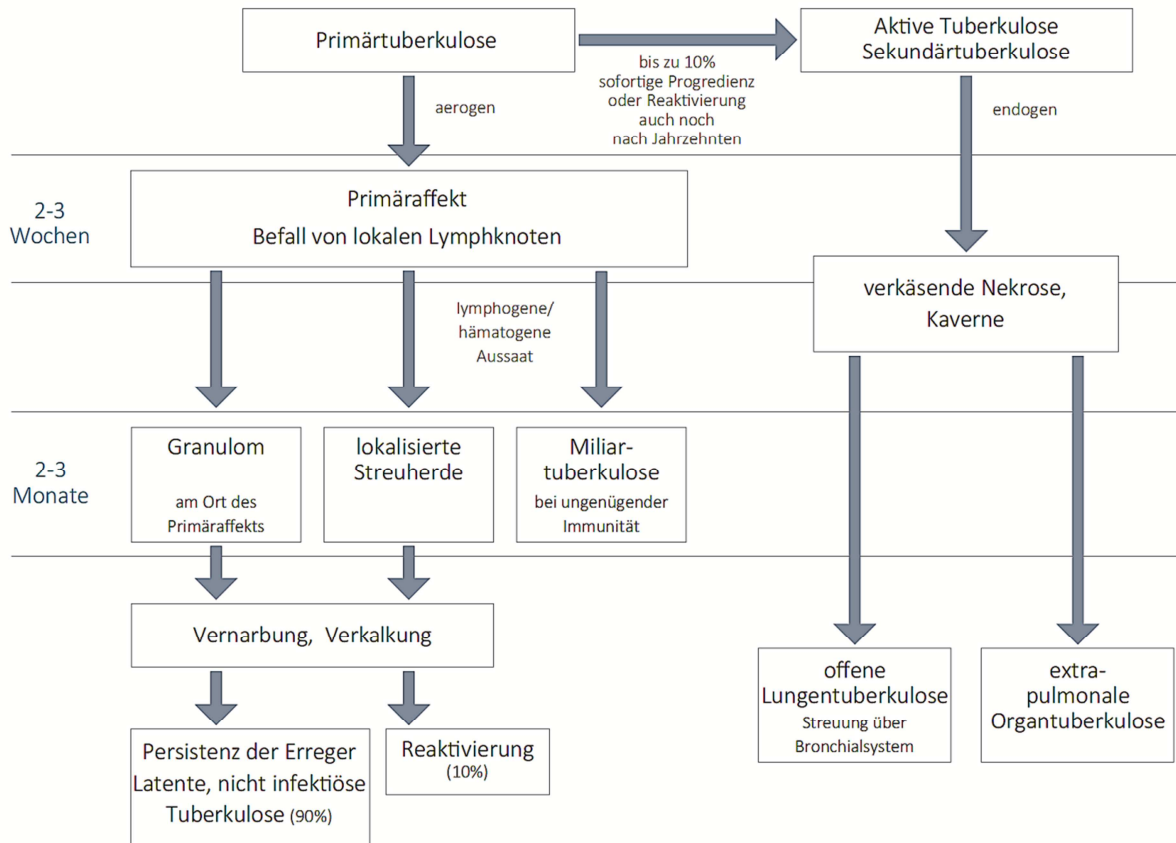 Primärtuberkulose
Aktive Tuberkulose
Sekundärtuberkulose
bis zu 10%
sofortige Progredienz
oder Reaktivierung
auch noch
nach Jahrzehnten
aerogen
endogen
2-3
Wochen
Primäraffekt
Befall von lokalen Lymphknoten
verkäsende Nekrose,
Kaverne
lymphogene/
hämatogene
Aussaat
2-3
Monate
Granulom
am Ort des
Primäraffekts
lokalisierte
Streuherde
Miliar-
tuberkulose
bei ungenügender
Immunität
Vernarbung, Verkalkung
offene
Lungentuberkulose
Streuung über
Bronchialsystem
extra-
pulmonale
Organtuberkulose
Persistenz der Erreger
Latente, nicht infektiöse
Tuberkulose (90%)
Reaktivierung
(10%)